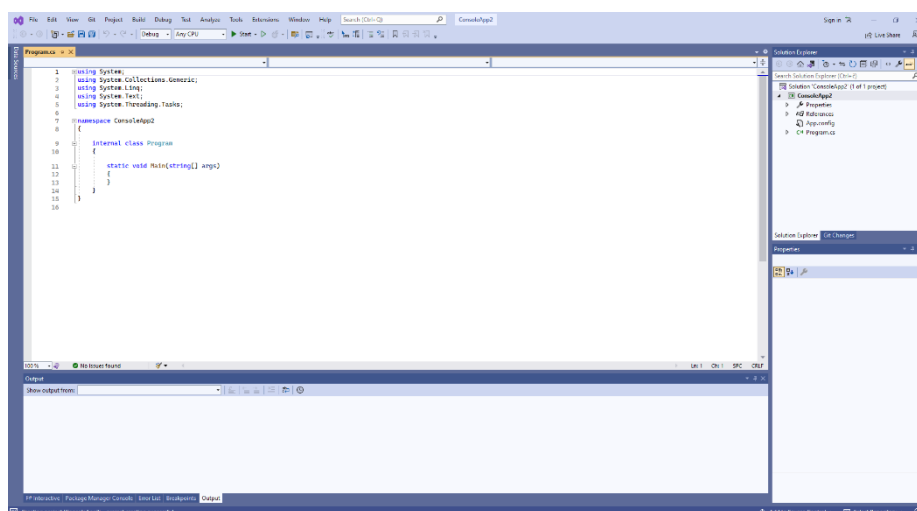 File Edit View Git Project Build Debug Test Analyze Tools Extensions Window Help Search (Ctrl+Q) ConsoleApp2 Sign in
Debug Any CPU Start Live Share
Data Sources
Program.cs
1 using System;
2 using System.Collections.Generic;
3 using System.Linq;
4 using System.Text;
5 using System.Threading.Tasks;
6
7 namespace ConsoleApp2
8 {
9 internal class Program
10 {
11 static void Main(string[] args)
12 {
13 }
14 }
15 }
16
100% No issues found Ln: 1 Ch: 1 SPC CRLF
Output
Show output from:
Package Manager Console Error List Breakpoints Output
Solution Explorer
Search Solution Explorer
Solution 'ConsoleApp2' (1 of 1 project)
ConsoleApp2
Properties
References
App.config
C# Program.cs
Solution Explorer Git Changes
Properties